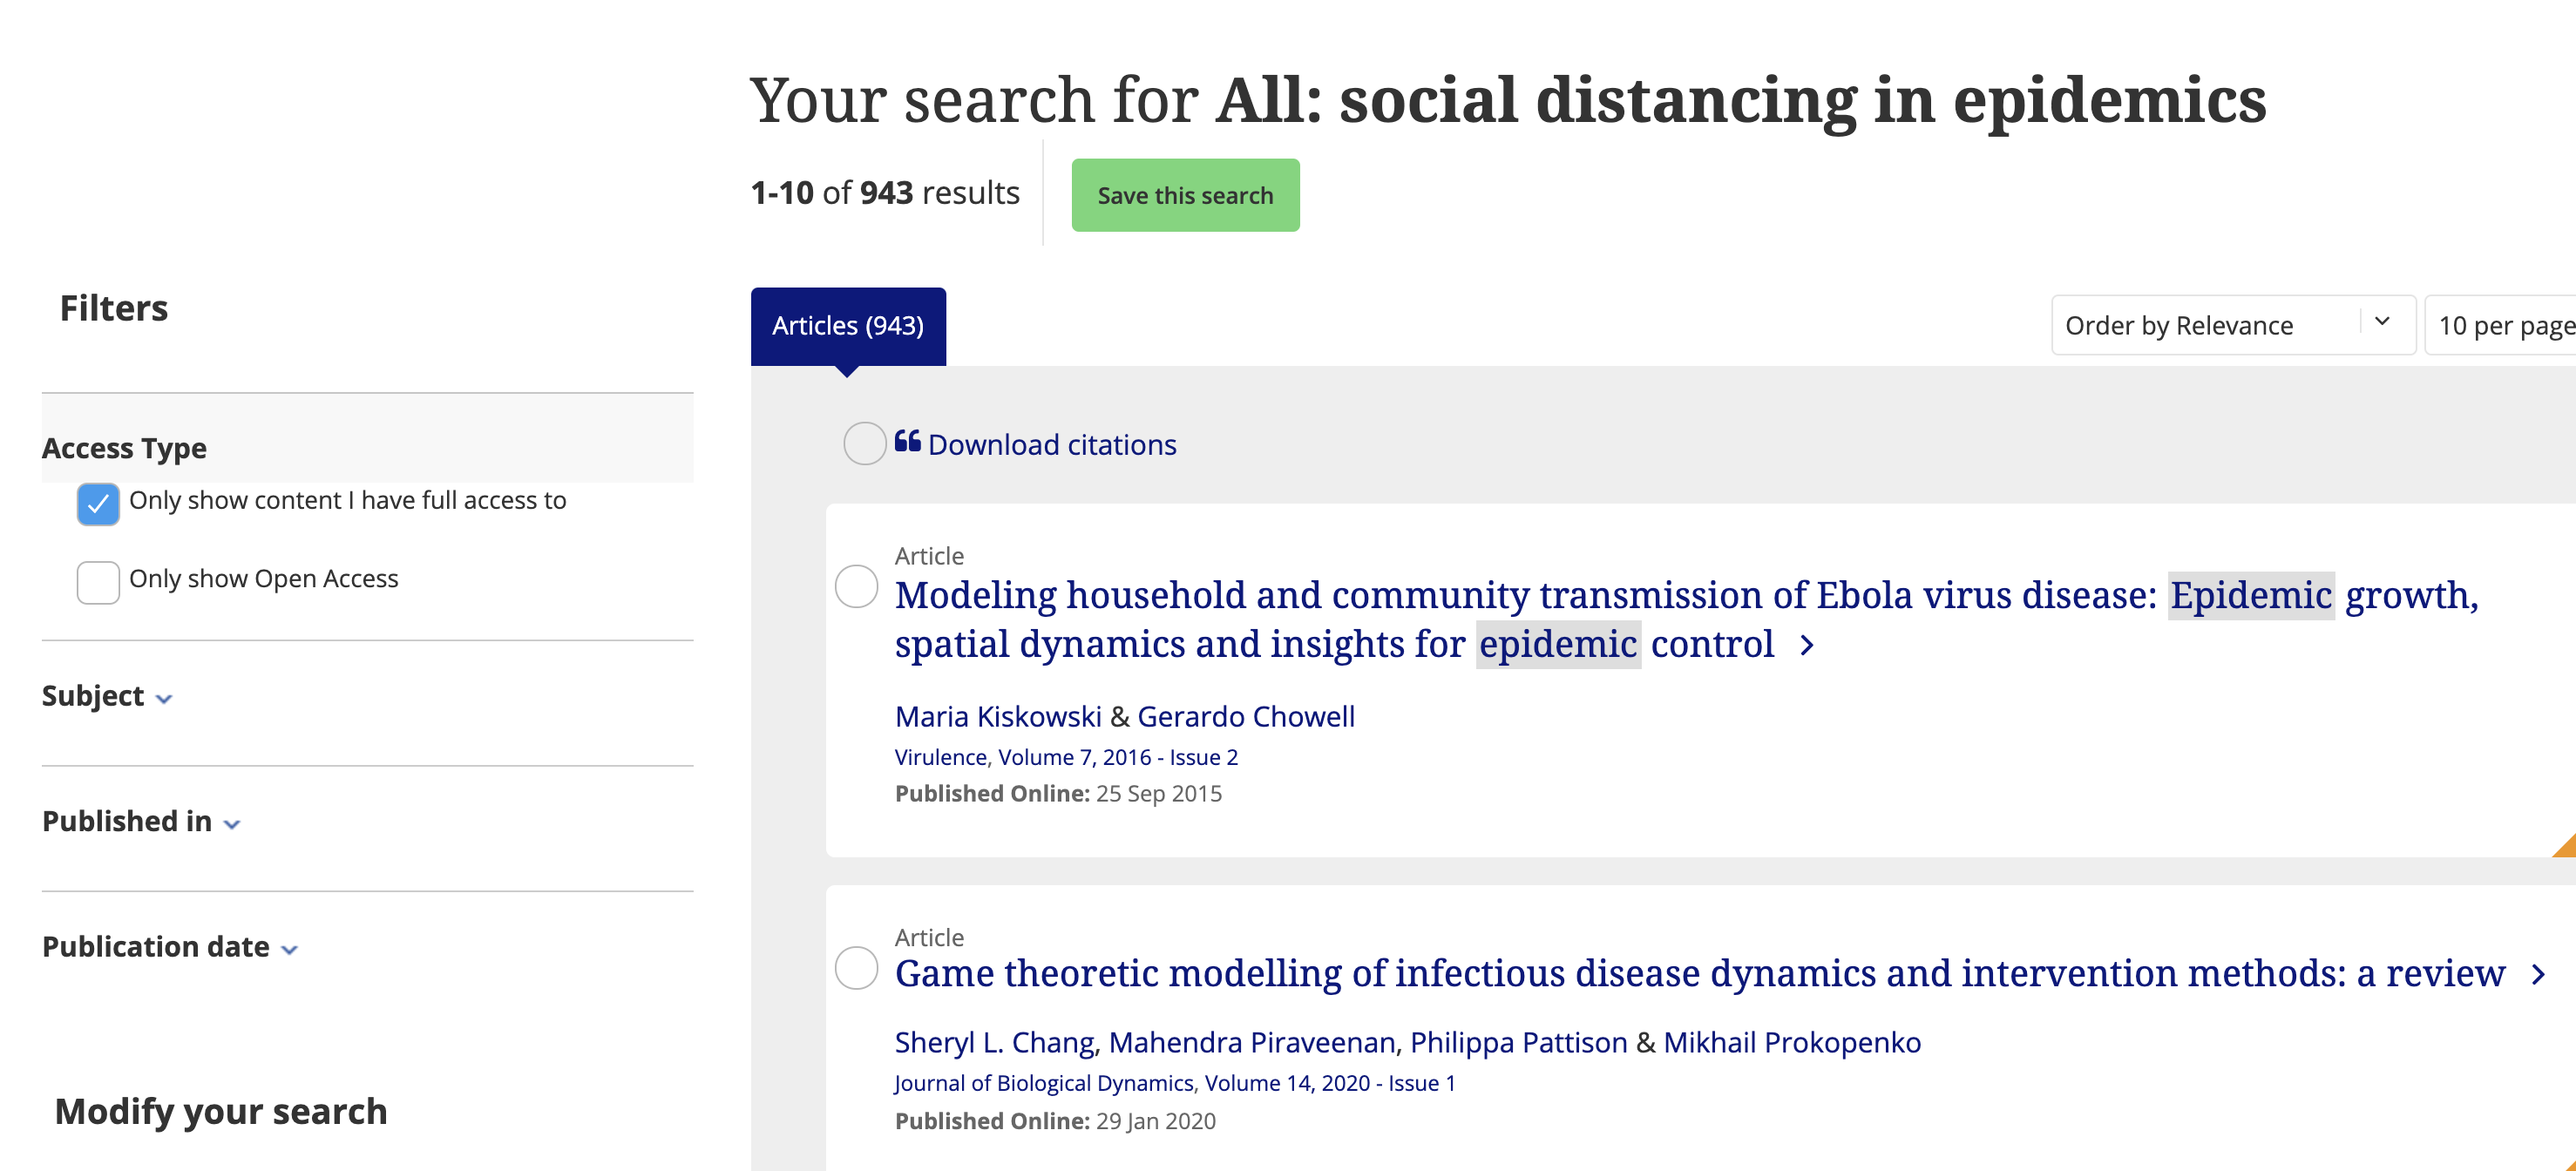 Your search for All: social distancing in epidemics
1-10 of 943 results
Save this search
Filters
Articles (943)
Order by Relevance
10 per page
Access Type
Only show content I have full access to
Only show Open Access
Subject
Published in
Publication date
Modify your search
Download citations
Article
Modeling household and community transmission of Ebola virus disease: Epidemic growth,
spatial dynamics and insights for epidemic control
Maria Kiskowski & Gerardo Chowell
Virulence, Volume 7, 2016 - Issue 2
Published Online: 25 Sep 2015
Article
Game theoretic modelling of infectious disease dynamics and intervention methods: a review
Sheryl L. Chang, Mahendra Piraveenan, Philippa Pattison & Mikhail Prokopenko
Journal of Biological Dynamics, Volume 14, 2020 - Issue 1
Published Online: 29 Jan 2020